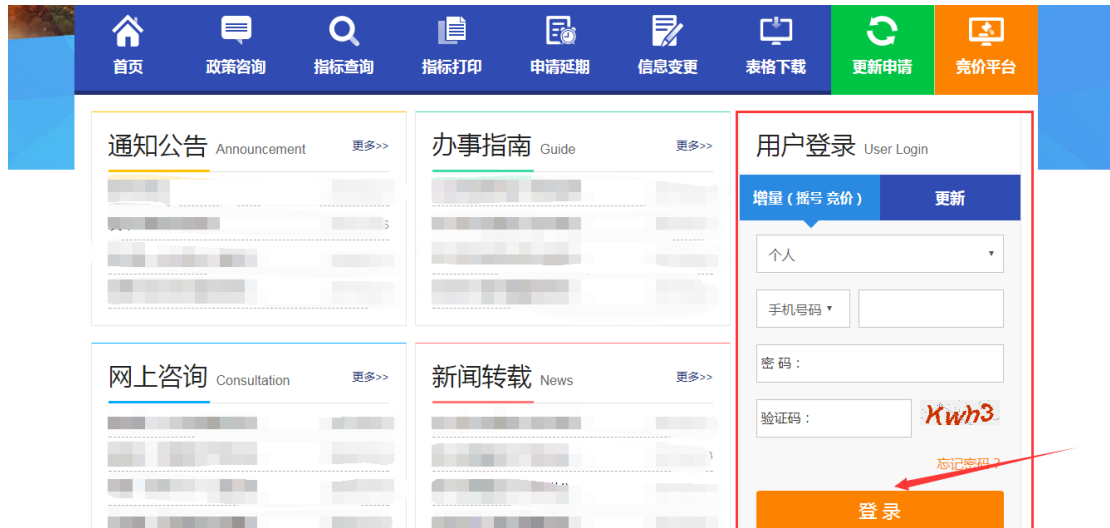 首页 政策咨询 指标查询 指标打印 申请延期 信息变更 表格下载 更新申请 竞价平台
通知公告 Announcement 更多>>
办事指南 Guide 更多>>
用户登录 User Login
增量（摇号 竞价） 更新
个人
手机号码
密 码：
验证码： Kwh3
忘记密码？
登 录
网上咨询 Consultation 更多>>
新闻转载 News 更多>>